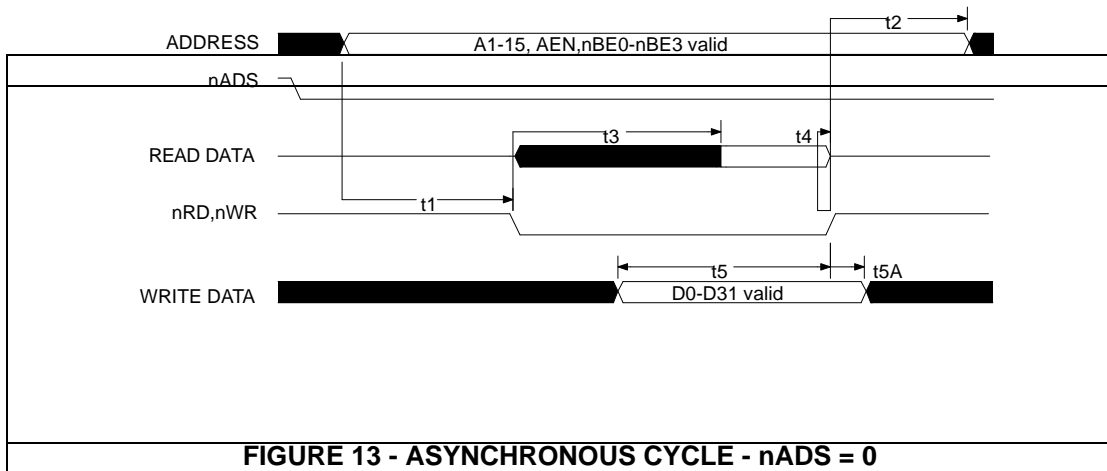 t2
ADDRESS
A1-15, AEN,nBE0-nBE3 valid
nADS
t3
t4
READ DATA
t1
nRD,nWR
t5
t5A
WRITE DATA
D0-D31 valid
FIGURE 13 - ASYNCHRONOUS CYCLE - nADS = 0